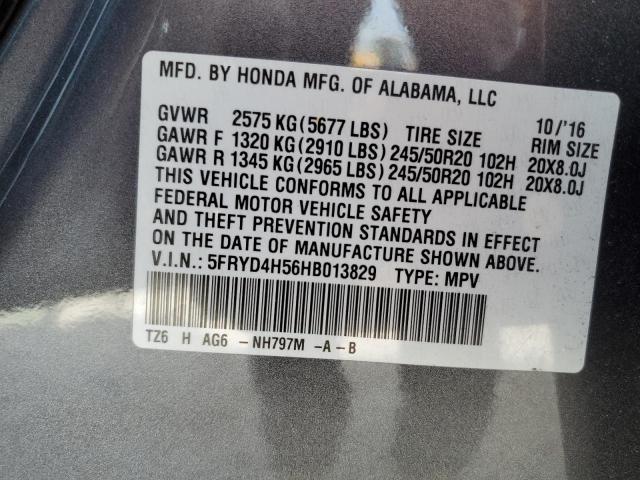 MFD. BY HONDA MFG. OF ALABAMA, LLC
GVWR 2575 KG (5677 LBS) TIRE SIZE 10/'16 RIM SIZE
GAWR F 1320 KG (2910 LBS) 245/50R20 102H 20X8.0J
GAWR R 1345 KG (2965 LBS) 245/50R20 102H 20X8.0J
THIS VEHICLE CONFORMS TO ALL APPLICABLE
FEDERAL MOTOR VEHICLE SAFETY
AND THEFT PREVENTION STANDARDS IN EFFECT
ON THE DATE OF MANUFACTURE SHOWN ABOVE.
V.I.N.: 5FRYD4H56HB013829 TYPE: MPV
TZ6 H AG6 -NH797M -A-B